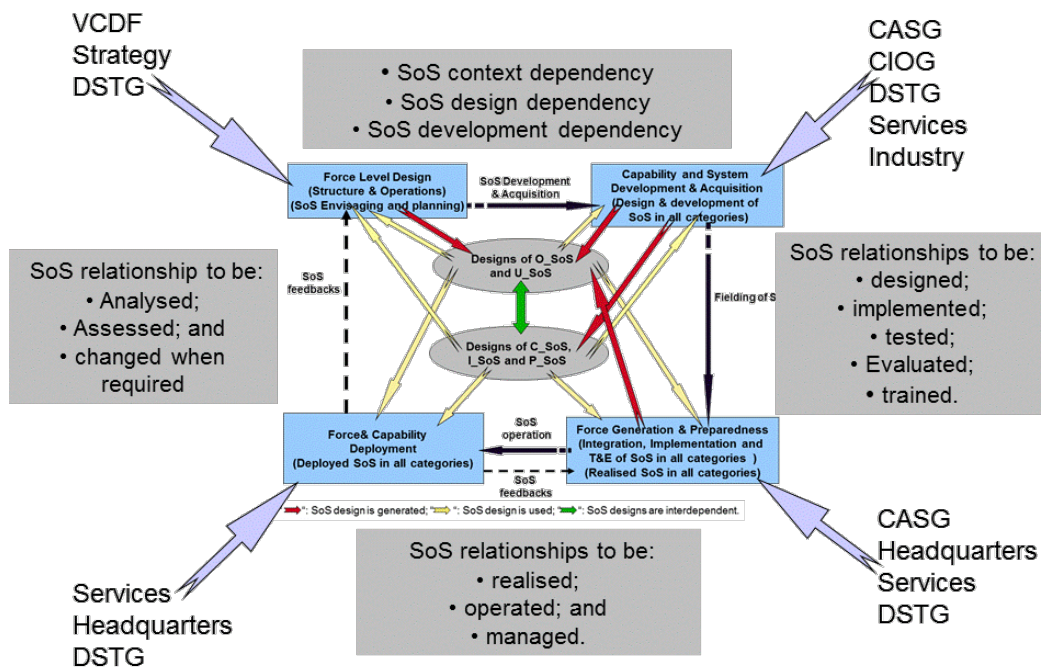 VCDF
Strategy
DSTG
• SoS context dependency
• SoS design dependency
• SoS development dependency
CASG
CIOG
DSTG
Services
Industry
Force Level Design
(Structure & Operations)
(SoS Envisaging and planning)
SoS Development
& Acquisition
Capability and System
Development & Acquisition
(Design & development of
SoS in all categories)
SoS relationship to be:
• Analysed;
• Assessed; and
• changed when
required
SoS
feedbacks
Designs of O_SoS
and U_SoS
Designs of C_SoS,
I_SoS and P_SoS
Fielding of S
SoS relationships to be:
• designed;
• implemented;
• tested;
• Evaluated;
• trained.
Force& Capability
Deployment
(Deployed SoS in all categories)
SoS
operation
SoS
feedbacks
Force Generation & Preparedness
(Integration, Implementation and
T&E of SoS in all categories )
(Realised SoS in all categories)
": SoS design is generated; " ": SoS design is used; " ": SoS designs are interdependent.
SoS relationships to be:
• realised;
• operated; and
• managed.
Services
Headquarters
DSTG
CASG
Headquarters
Services
DSTG